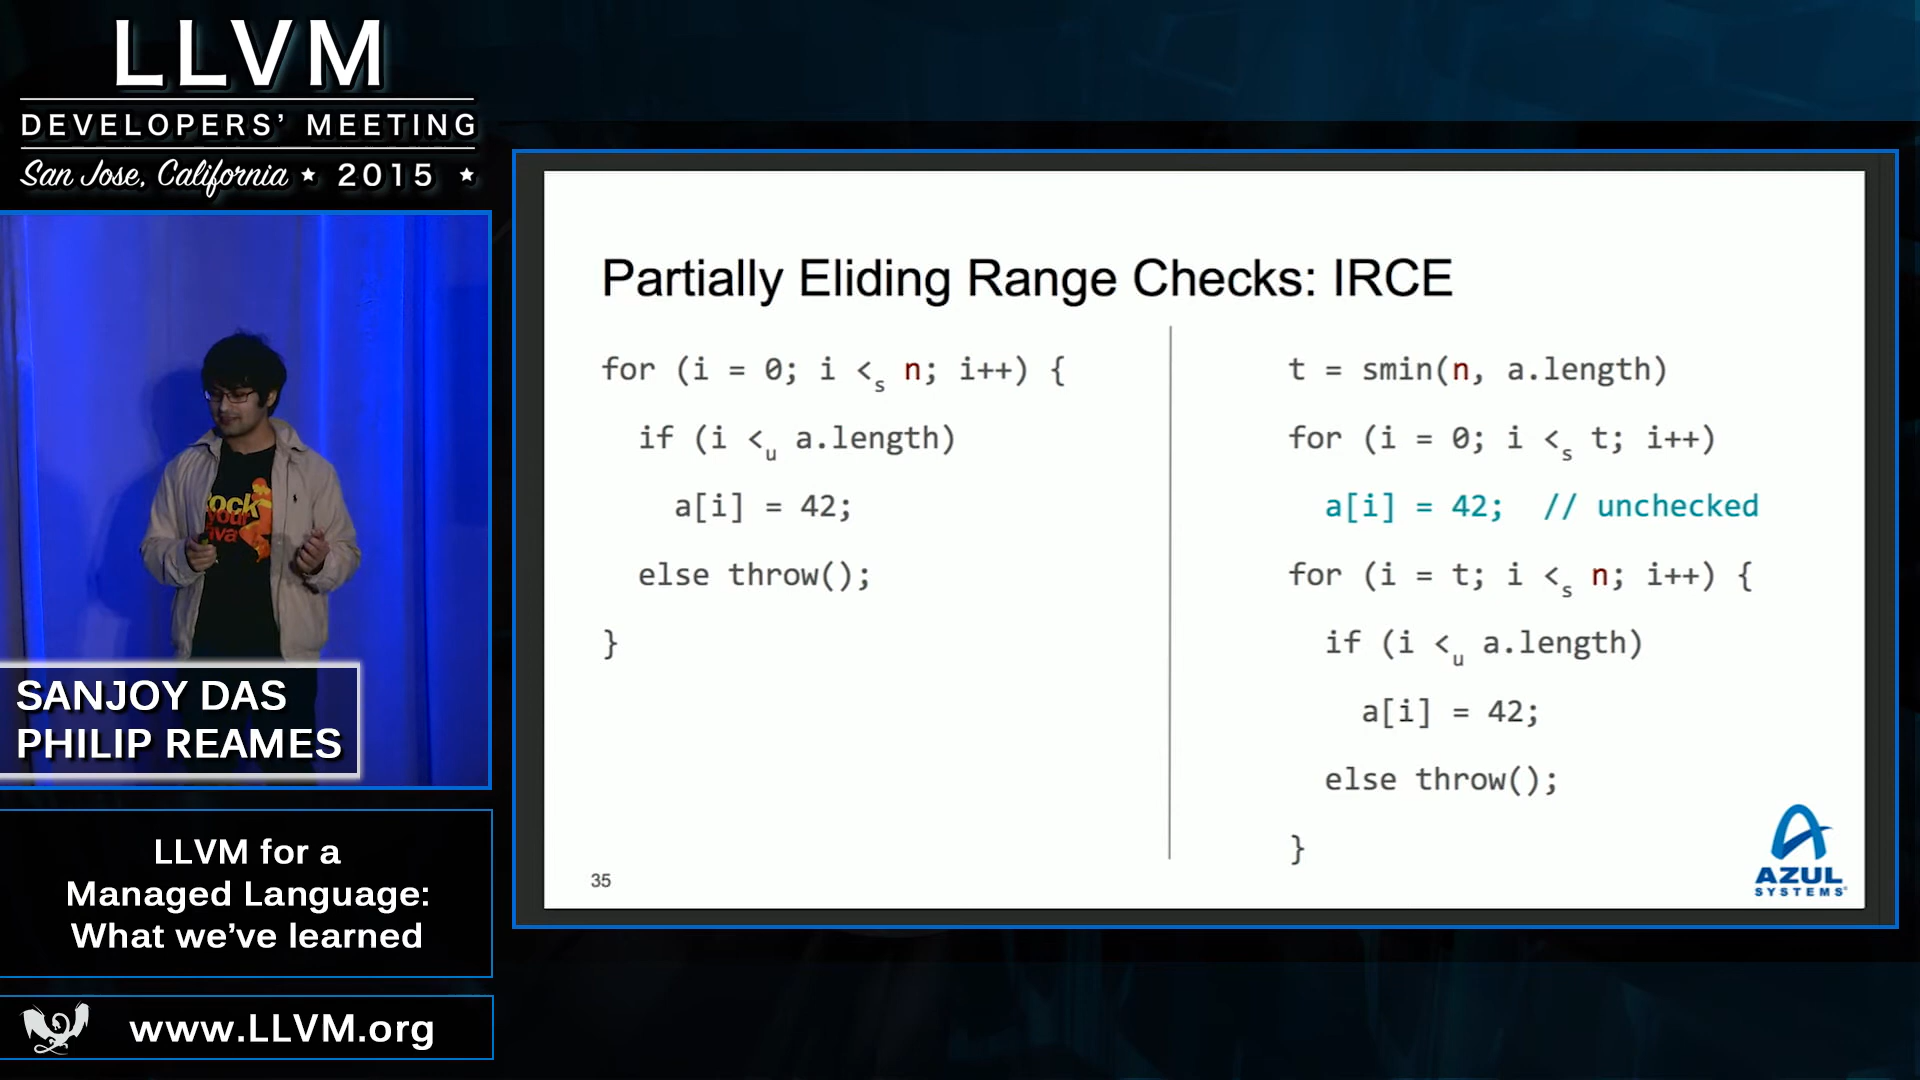 LLVM
DEVELOPERS' MEETING
San Jose, California ★ 2015 ★
Partially Eliding Range Checks: IRCE
for (i = 0; i <s n; i++) {
if (i <u a.length)
a[i] = 42;
else throw();
}
t = smin(n, a.length)
for (i = 0; i <s t; i++)
a[i] = 42; // unchecked
for (i = t; i <s n; i++) {
if (i <u a.length)
a[i] = 42;
else throw();
}
35
AZUL
SYSTEMS
SANJOY DAS
PHILIP REAMES
LLVM for a
Managed Language:
What we've learned
www.LLVM.org